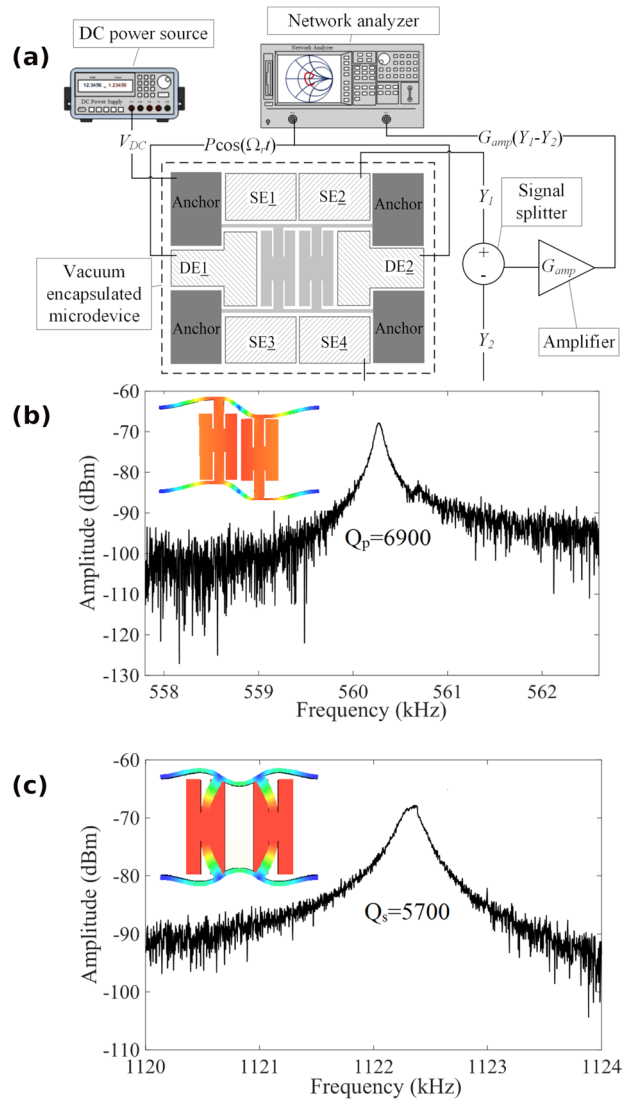 DC power source
Network analyzer
(a)
Network Analyzer
12.3456
1.23456
DC Power Supply
V_DC
Pcos(Ω_r t)
G_amp(Y_1-Y_2)
Anchor
SE1
SE2
Anchor
Y_1
Signal
splitter
DE1
DE2
+
-
G_amp
Vacuum
encapsulated
microdevice
Anchor
SE3
SE4
Anchor
Y_2
Amplifier
(b)
-60
-70
-80
-90
-100
-110
-120
-130
Amplitude (dBm)
Q_p=6900
558
559
560
561
562
Frequency (kHz)
(c)
-60
-70
-80
-90
-100
-110
Amplitude (dBm)
Q_s=5700
1120
1121
1122
1123
1124
Frequency (kHz)